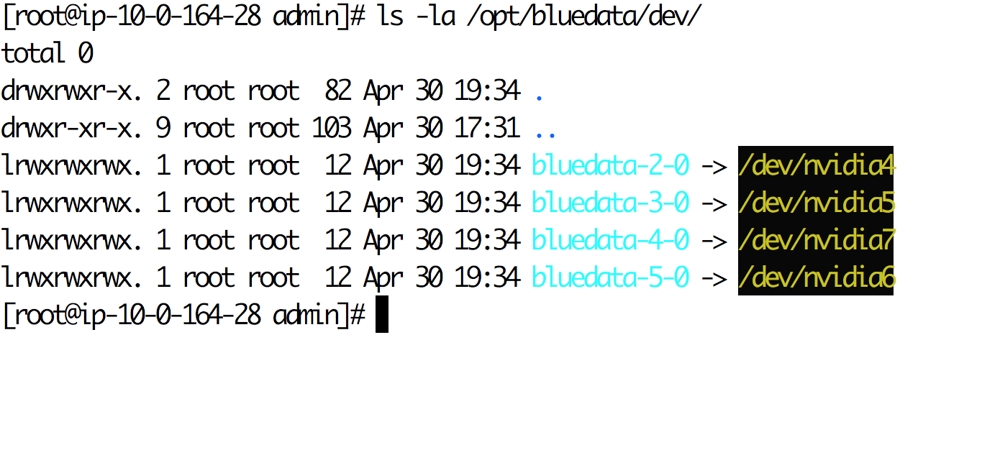 [root@ip-10-0-164-28 admin]# ls -la /opt/bluedata/dev/
total 0
drwxrwxr-x. 2 root root  82 Apr 30 19:34 .
drwxr-xr-x. 9 root root 103 Apr 30 17:31 ..
lrwxrwxrwx. 1 root root  12 Apr 30 19:34 bluedata-2-0 -> /dev/nvidia4
lrwxrwxrwx. 1 root root  12 Apr 30 19:34 bluedata-3-0 -> /dev/nvidia5
lrwxrwxrwx. 1 root root  12 Apr 30 19:34 bluedata-4-0 -> /dev/nvidia7
lrwxrwxrwx. 1 root root  12 Apr 30 19:34 bluedata-5-0 -> /dev/nvidia6
[root@ip-10-0-164-28 admin]#